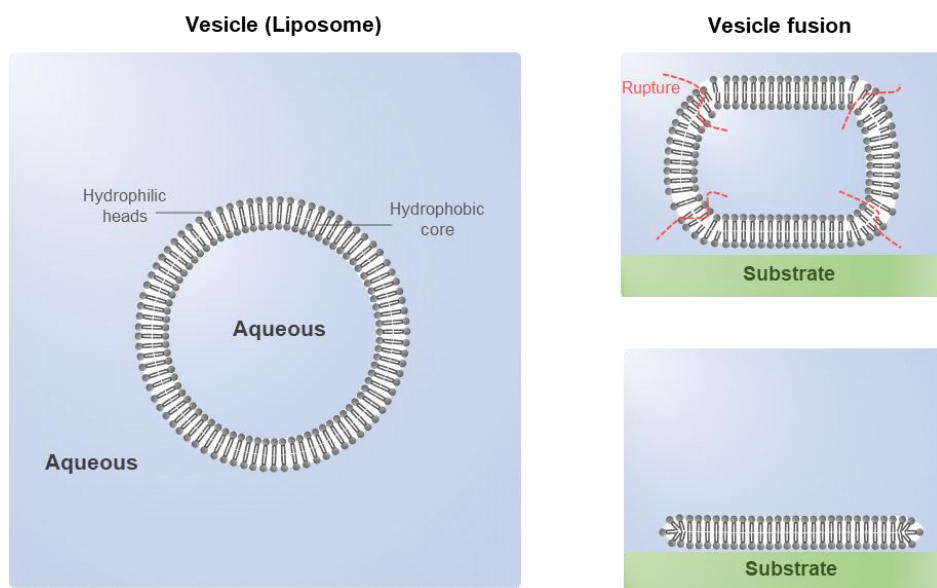 Vesicle (Liposome)
Hydrophilic
heads
Hydrophobic
core
Aqueous
Aqueous
Vesicle fusion
Rupture
Substrate
Substrate